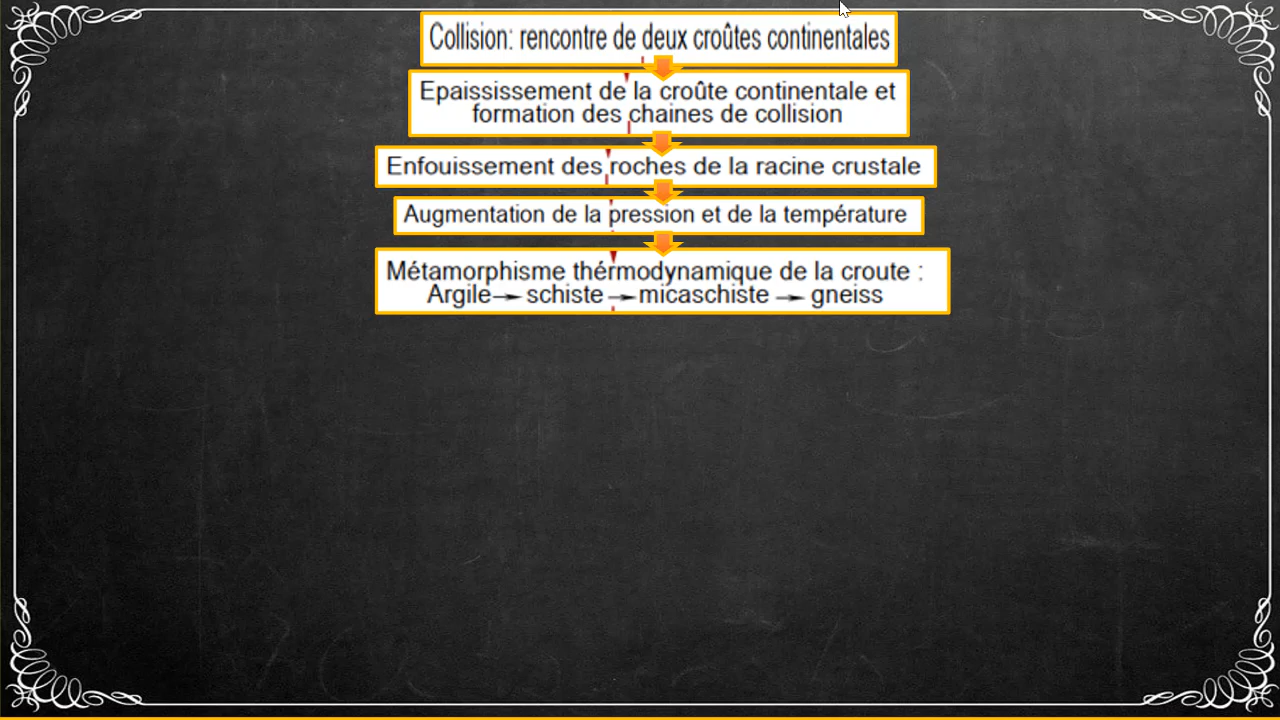 Collision: rencontre de deux croûtes continentales
Epaississement de la croûte continentale et
formation des chaines de collision
Enfouissement des roches de la racine crustale
Augmentation de la pression et de la température
Métamorphisme thérmodynamique de la croute :
Argile→ schiste →micaschiste → gneiss